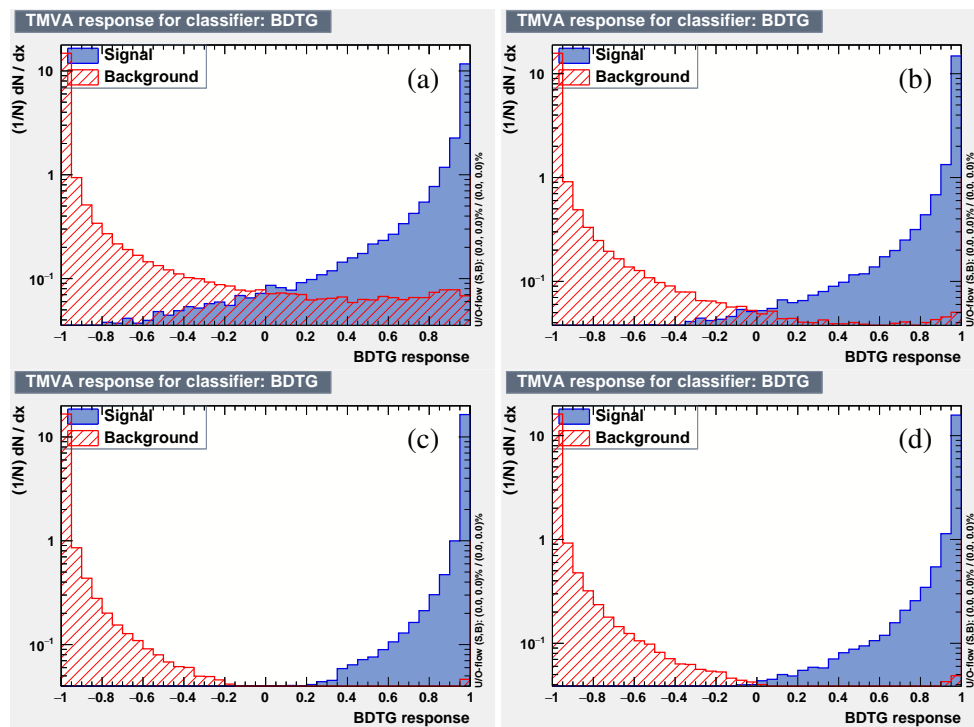 TMVA response for classifier: BDTG
(1/N) dN / dx
Signal
Background
(a)
10
1
10⁻¹
U/O-flow (S,B): (0.0, 0.0)% / (0.0, 0.0)%
−1 −0.8 −0.6 −0.4 −0.2 0 0.2 0.4 0.6 0.8 1
BDTG response
TMVA response for classifier: BDTG
(1/N) dN / dx
Signal
Background
(b)
10
1
10⁻¹
U/O-flow (S,B): (0.0, 0.0)% / (0.0, 0.0)%
−1 −0.8 −0.6 −0.4 −0.2 0 0.2 0.4 0.6 0.8 1
BDTG response
TMVA response for classifier: BDTG
(1/N) dN / dx
Signal
Background
(c)
10
1
10⁻¹
U/O-flow (S,B): (0.0, 0.0)% / (0.0, 0.0)%
−1 −0.8 −0.6 −0.4 −0.2 0 0.2 0.4 0.6 0.8 1
BDTG response
TMVA response for classifier: BDTG
(1/N) dN / dx
Signal
Background
(d)
10
1
10⁻¹
U/O-flow (S,B): (0.0, 0.0)% / (0.0, 0.0)%
−1 −0.8 −0.6 −0.4 −0.2 0 0.2 0.4 0.6 0.8 1
BDTG response